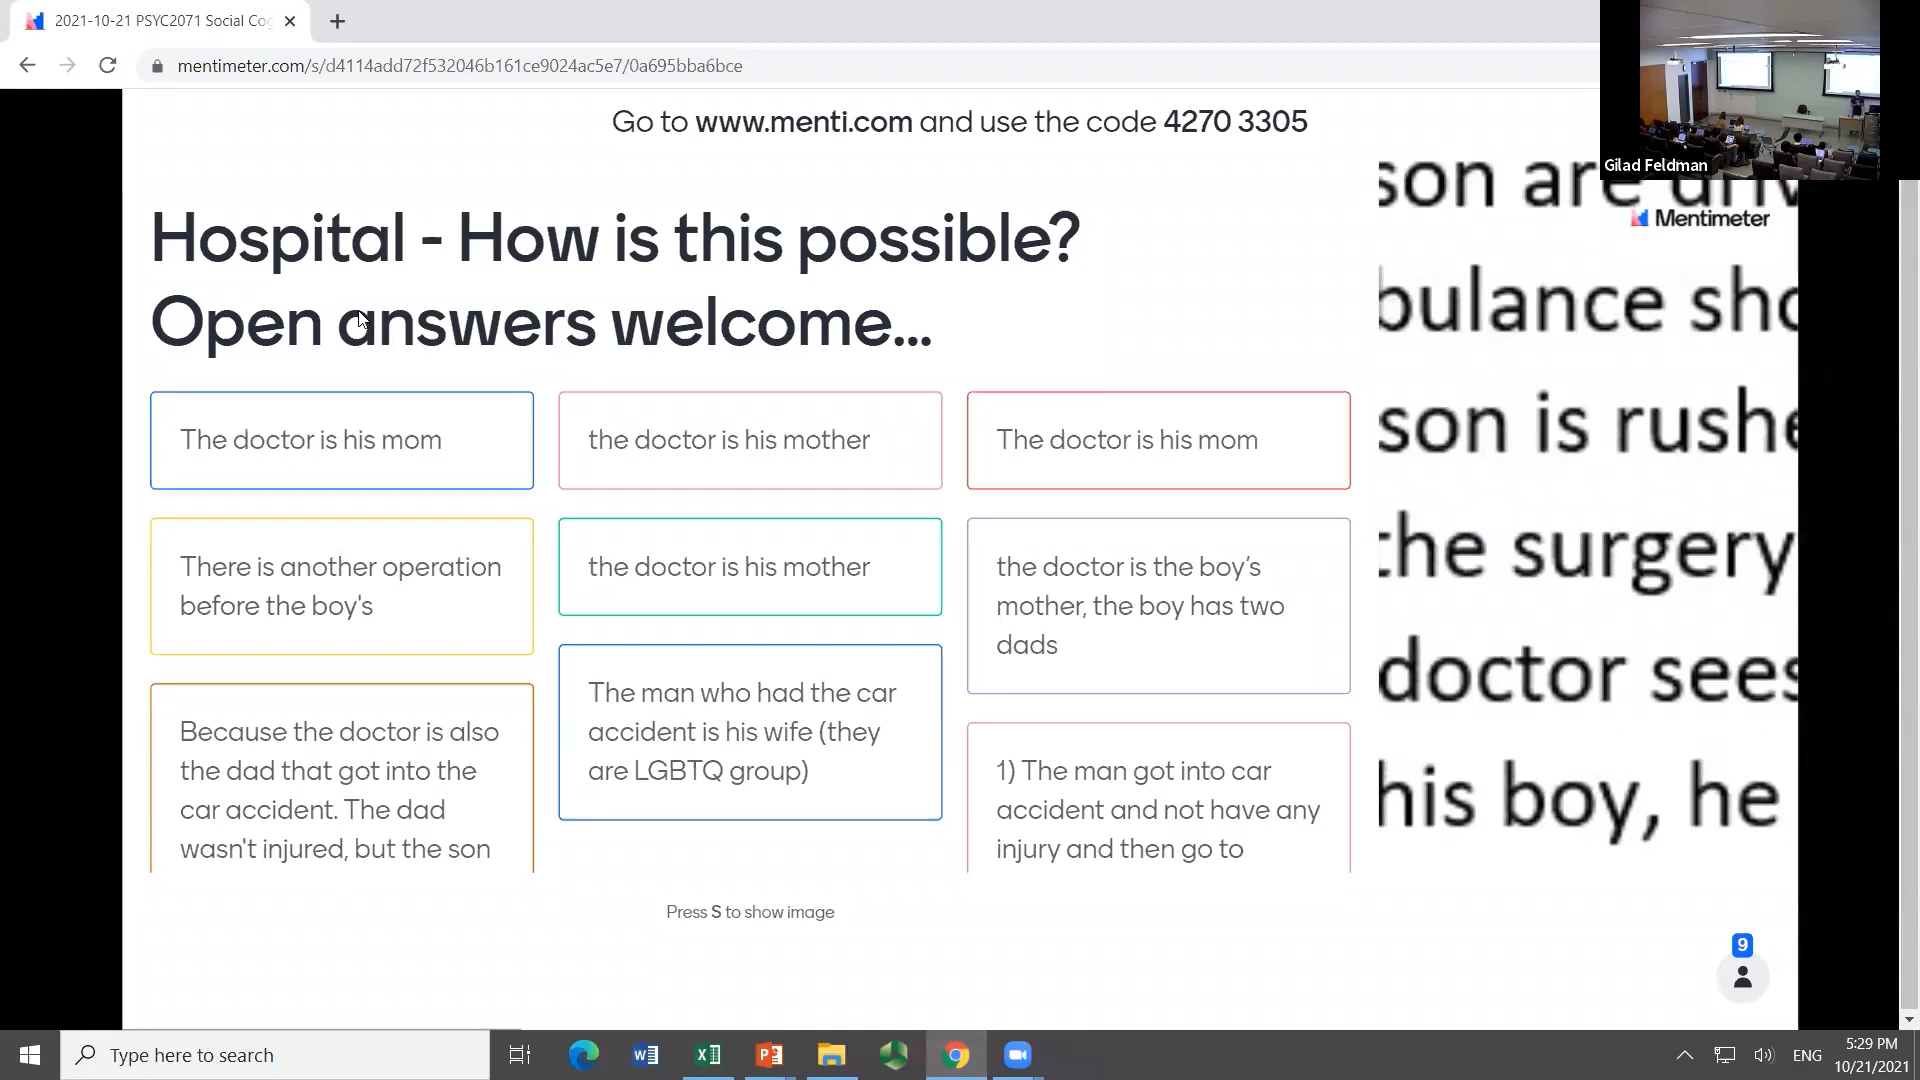 2021-10-21 PSYC2071 Social Co
mentimeter.com/s/d4114add72f532046b161ce9024ac5e7/0a695bba6bce
Go to www.menti.com and use the code 4270 3305
Gilad Feldman
Mentimeter
Hospital - How is this possible?
Open answers welcome...
The doctor is his mom
the doctor is his mother
The doctor is his mom
There is another operation
before the boy's
the doctor is his mother
the doctor is the boy’s
mother, the boy has two
dads
Because the doctor is also
the dad that got into the
car accident. The dad
wasn't injured, but the son
The man who had the car
accident is his wife (they
are LGBTQ group)
1) The man got into car
accident and not have any
injury and then go to
son are driv
bulance sho
son is rushe
the surgery
doctor sees
his boy, he
Press S to show image
9
Type here to search
ENG
5:29 PM
10/21/2021